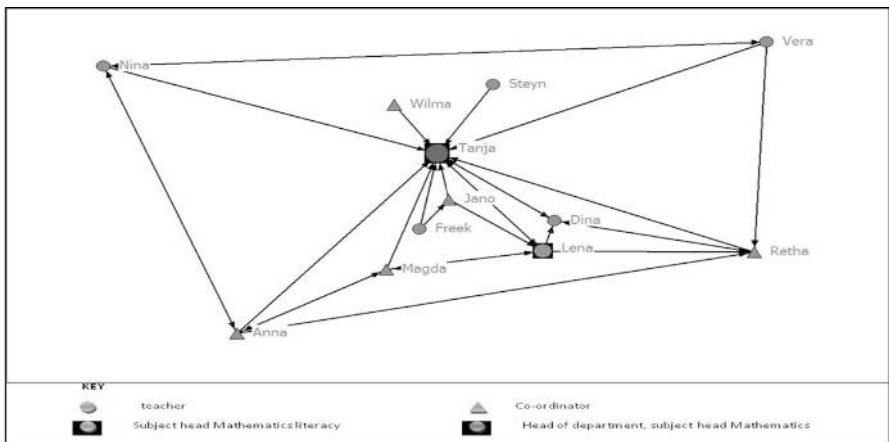 Vera
Nina
Steyn
Wilma
Tanja
Jano
Dina
Freek
Lena
Retha
Magda
Anna
KEY
teacher
Co-ordinator
Subject head Mathematics literacy
Head of department, subject head Mathematics